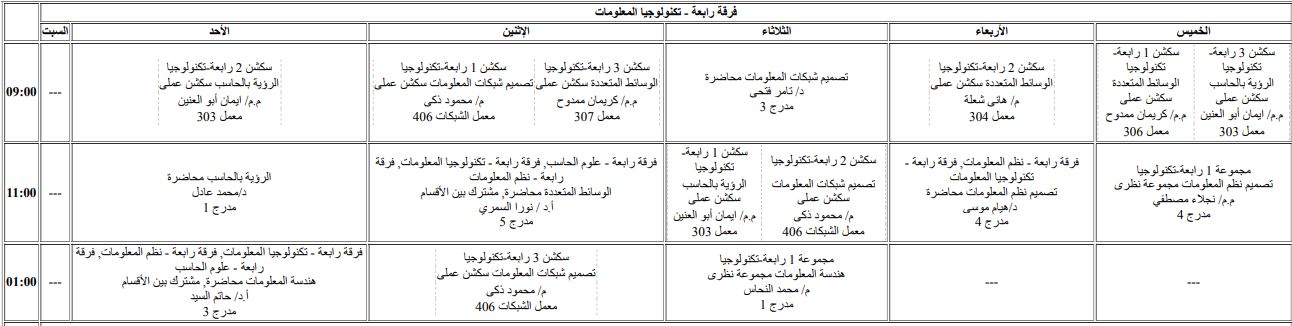 فرقة رابعة - تكنولوجيا المعلومات
السبت
الأحد
الإثنين
الثلاثاء
الأربعاء
الخميس
09:00
---
سكشن 2 رابعة-تكنولوجيا
الرؤية بالحاسب سكشن عملى
م.م/ ايمان أبو العنين
معمل 303
سكشن 1 رابعة-تكنولوجيا
تصميم شبكات المعلومات سكشن عملى
م/ محمود ذكى
معمل الشبكات 406
سكشن 3 رابعة-تكنولوجيا
الوسائط المتعددة سكشن عملى
م.م/ كريمان ممدوح
معمل 307
تصميم شبكات المعلومات محاضرة
د/ تامر فتحى
مدرج 3
سكشن 2 رابعة-تكنولوجيا
الوسائط المتعددة سكشن عملى
م/ هانى شعلة
معمل 304
سكشن 1 رابعة-
تكنولوجيا
الوسائط
المتعددة
سكشن عملى
م.م/ كريمان ممدوح
معمل 306
سكشن 3 رابعة-
تكنولوجيا
الرؤية بالحاسب
سكشن عملى
م.م/ ايمان أبو العنين
معمل 303
11:00
---
الرؤية بالحاسب محاضرة
د/محمد عادل
مدرج 1
فرقة رابعة - علوم الحاسب, فرقة رابعة - تكنولوجيا المعلومات, فرقة
رابعة - نظم المعلومات
الوسائط المتعددة محاضرة, مشترك بين الأقسام
أ.د / نورا السمري
مدرج 5
سكشن 1 رابعة-
تكنولوجيا
الرؤية بالحاسب
سكشن عملى
م.م/ ايمان أبو العنين
معمل 303
سكشن 2 رابعة-تكنولوجيا
تصميم شبكات المعلومات
سكشن عملى
م/ محمود ذكى
معمل الشبكات 406
فرقة رابعة - نظم المعلومات, فرقة رابعة -
تكنولوجيا المعلومات
تصميم نظم المعلومات محاضرة
د/هيام موسى
مدرج 4
مجموعة 1 رابعة-تكنولوجيا
تصميم نظم المعلومات مجموعة نظرى
م.م/ نجلاء مصطفي
مدرج 4
01:00
---
فرقة رابعة - تكنولوجيا المعلومات, فرقة رابعة - نظم المعلومات, فرقة
رابعة - علوم الحاسب
هندسة المعلومات محاضرة, مشترك بين الأقسام
أ.د/ حاتم السيد
مدرج 3
سكشن 3 رابعة-تكنولوجيا
تصميم شبكات المعلومات سكشن عملى
م/ محمود ذكى
معمل الشبكات 406
مجموعة 1 رابعة-تكنولوجيا
هندسة المعلومات مجموعة نظرى
م/ محمد النحاس
مدرج 1
---
---